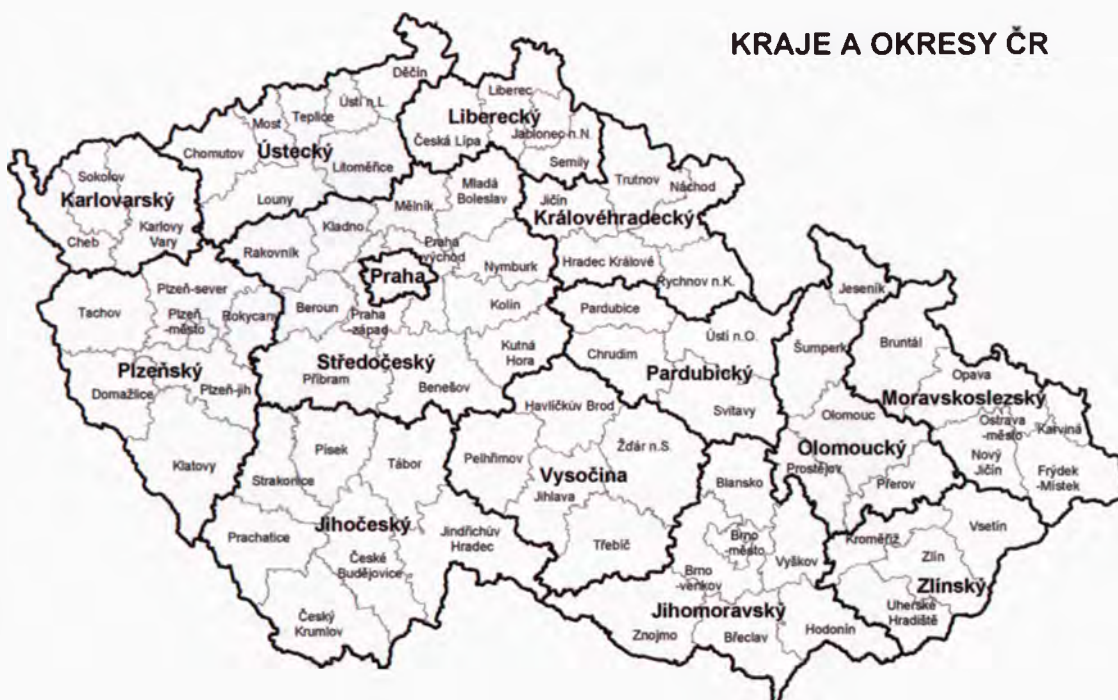 KRAJE A OKRESY ČR
Děčín
Liberec
Ústí n.L.
Teplice
Most
Liberecký
Jablonec n.N.
Česká Lípa
Chomutov
Ústecký
Litoměřice
Semily
Sokolov
Karlovarský
Louny
Mladá
Boleslav
Mělník
Trutnov
Náchod
Jičín
Královéhradecký
Karlovy
Vary
Cheb
Kladno
Rakovník
Praha
východ
Praha
Nymburk
Hradec Králové
Rychnov n.K.
Jeseník
Plzeň-sever
Tachov
Plzeň
-město
Rokycany
Beroun
Praha
-západ
Kolín
Pardubice
Ústí n.O.
Šumperk
Bruntál
Kutná
Hora
Chrudim
Středočeský
Plzeňský
Příbram
Benešov
Pardubický
Domažlice
Plzeň-jih
Svitavy
Opava
Moravskoslezský
Havlíčkův Brod
Olomouc
Ostrava
-město
Karviná
Klatovy
Písek
Tábor
Pelhřimov
Žďár n.S.
Olomoucký
Nový
Jičín
Frýdek
-Místek
Strakonice
Vysočina
Jihlava
Blansko
Prostějov
Přerov
Prachatice
Jihočeský
Jindřichův
Hradec
Třebíč
Brno
-město
Vyškov
Kroměříž
Vsetín
Zlín
České
Budějovice
Brno
-venkov
Zlínský
Uherské
Hradiště
Český
Krumlov
Jihomoravský
Znojmo
Břeclav
Hodonín